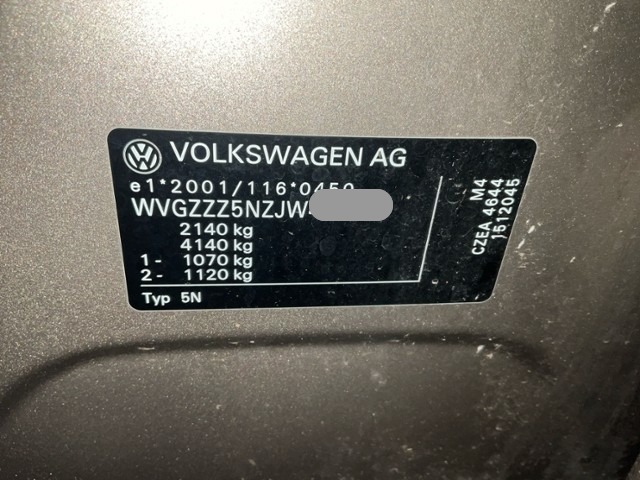 VOLKSWAGEN AG
e1*2001/116*0450
WVGZZZ5NZJW
2140 kg
4140 kg
1- 1070 kg
2- 1120 kg
Typ 5N
M4
CZEA 4644
1512045